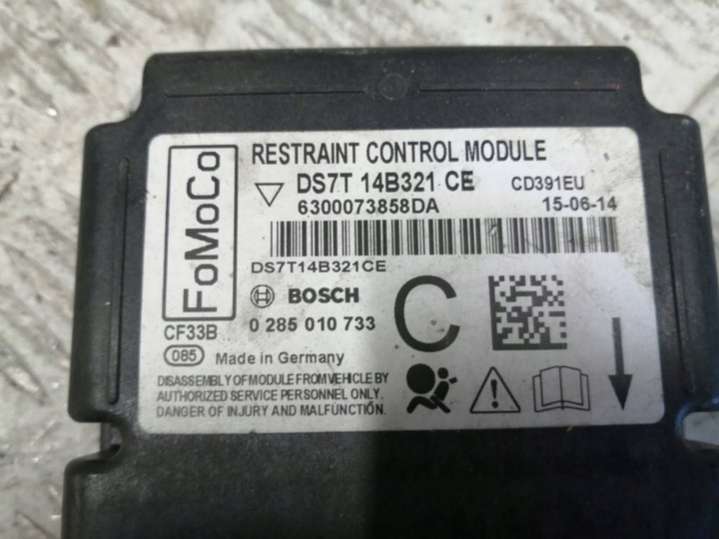 FoMoCo
RESTRAINT CONTROL MODULE
DS7T 14B321 CE CD391EU
6300073858DA 15-06-14
DS7T14B321CE
BOSCH
C
CF33B 0 285 010 733
085 Made in Germany
DISASSEMBLY OF MODULE FROM VEHICLE BY
AUTHORIZED SERVICE PERSONNEL ONLY.
DANGER OF INJURY AND MALFUNCTION.